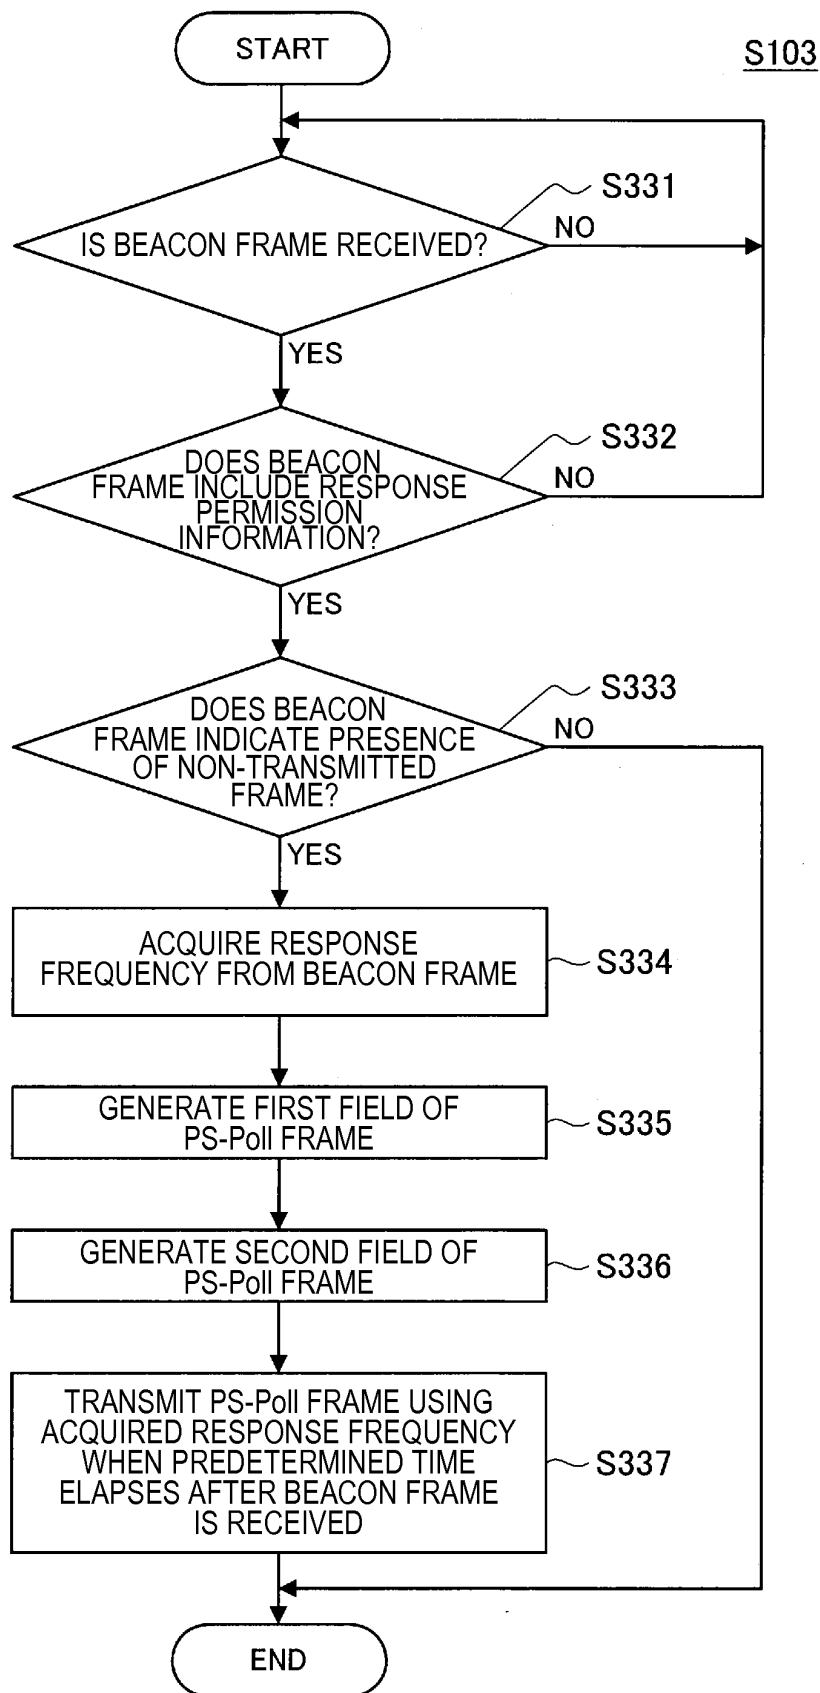 START
S103
S331
IS BEACON FRAME RECEIVED?
NO
YES
S332
DOES BEACON
FRAME INCLUDE RESPONSE
PERMISSION
INFORMATION?
NO
YES
S333
DOES BEACON
FRAME INDICATE PRESENCE
OF NON-TRANSMITTED
FRAME?
NO
YES
ACQUIRE RESPONSE
FREQUENCY FROM BEACON FRAME
S334
GENERATE FIRST FIELD OF
PS-Poll FRAME
S335
GENERATE SECOND FIELD OF
PS-Poll FRAME
S336
TRANSMIT PS-Poll FRAME USING
ACQUIRED RESPONSE FREQUENCY
WHEN PREDETERMINED TIME
ELAPSES AFTER BEACON FRAME
IS RECEIVED
S337
END